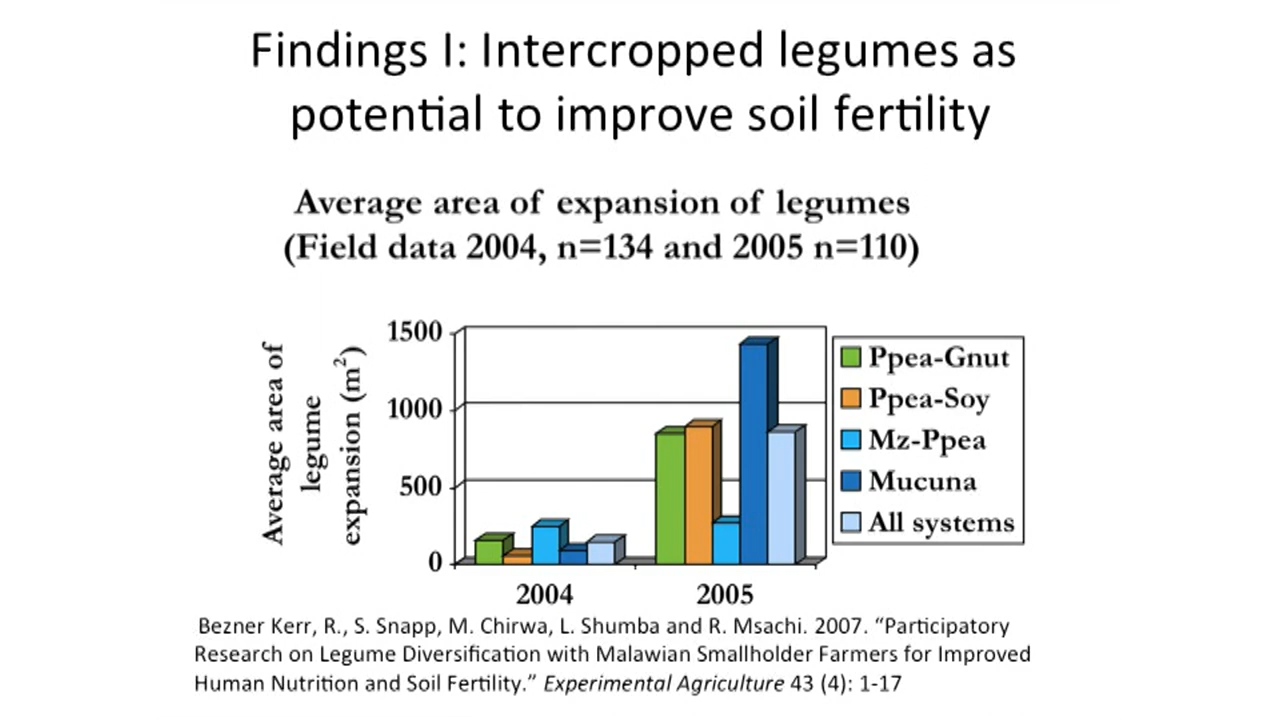 Findings I: Intercropped legumes as
potential to improve soil fertility
Average area of expansion of legumes
(Field data 2004, n=134 and 2005 n=110)
Average area of
legume
expansion (m²)
1500
1000
500
0
2004
2005
Ppea-Gnut
Ppea-Soy
Mz-Ppea
Mucuna
All systems
Bezner Kerr, R., S. Snapp, M. Chirwa, L. Shumba and R. Msachi. 2007. “Participatory
Research on Legume Diversification with Malawian Smallholder Farmers for Improved
Human Nutrition and Soil Fertility.” Experimental Agriculture 43 (4): 1-17